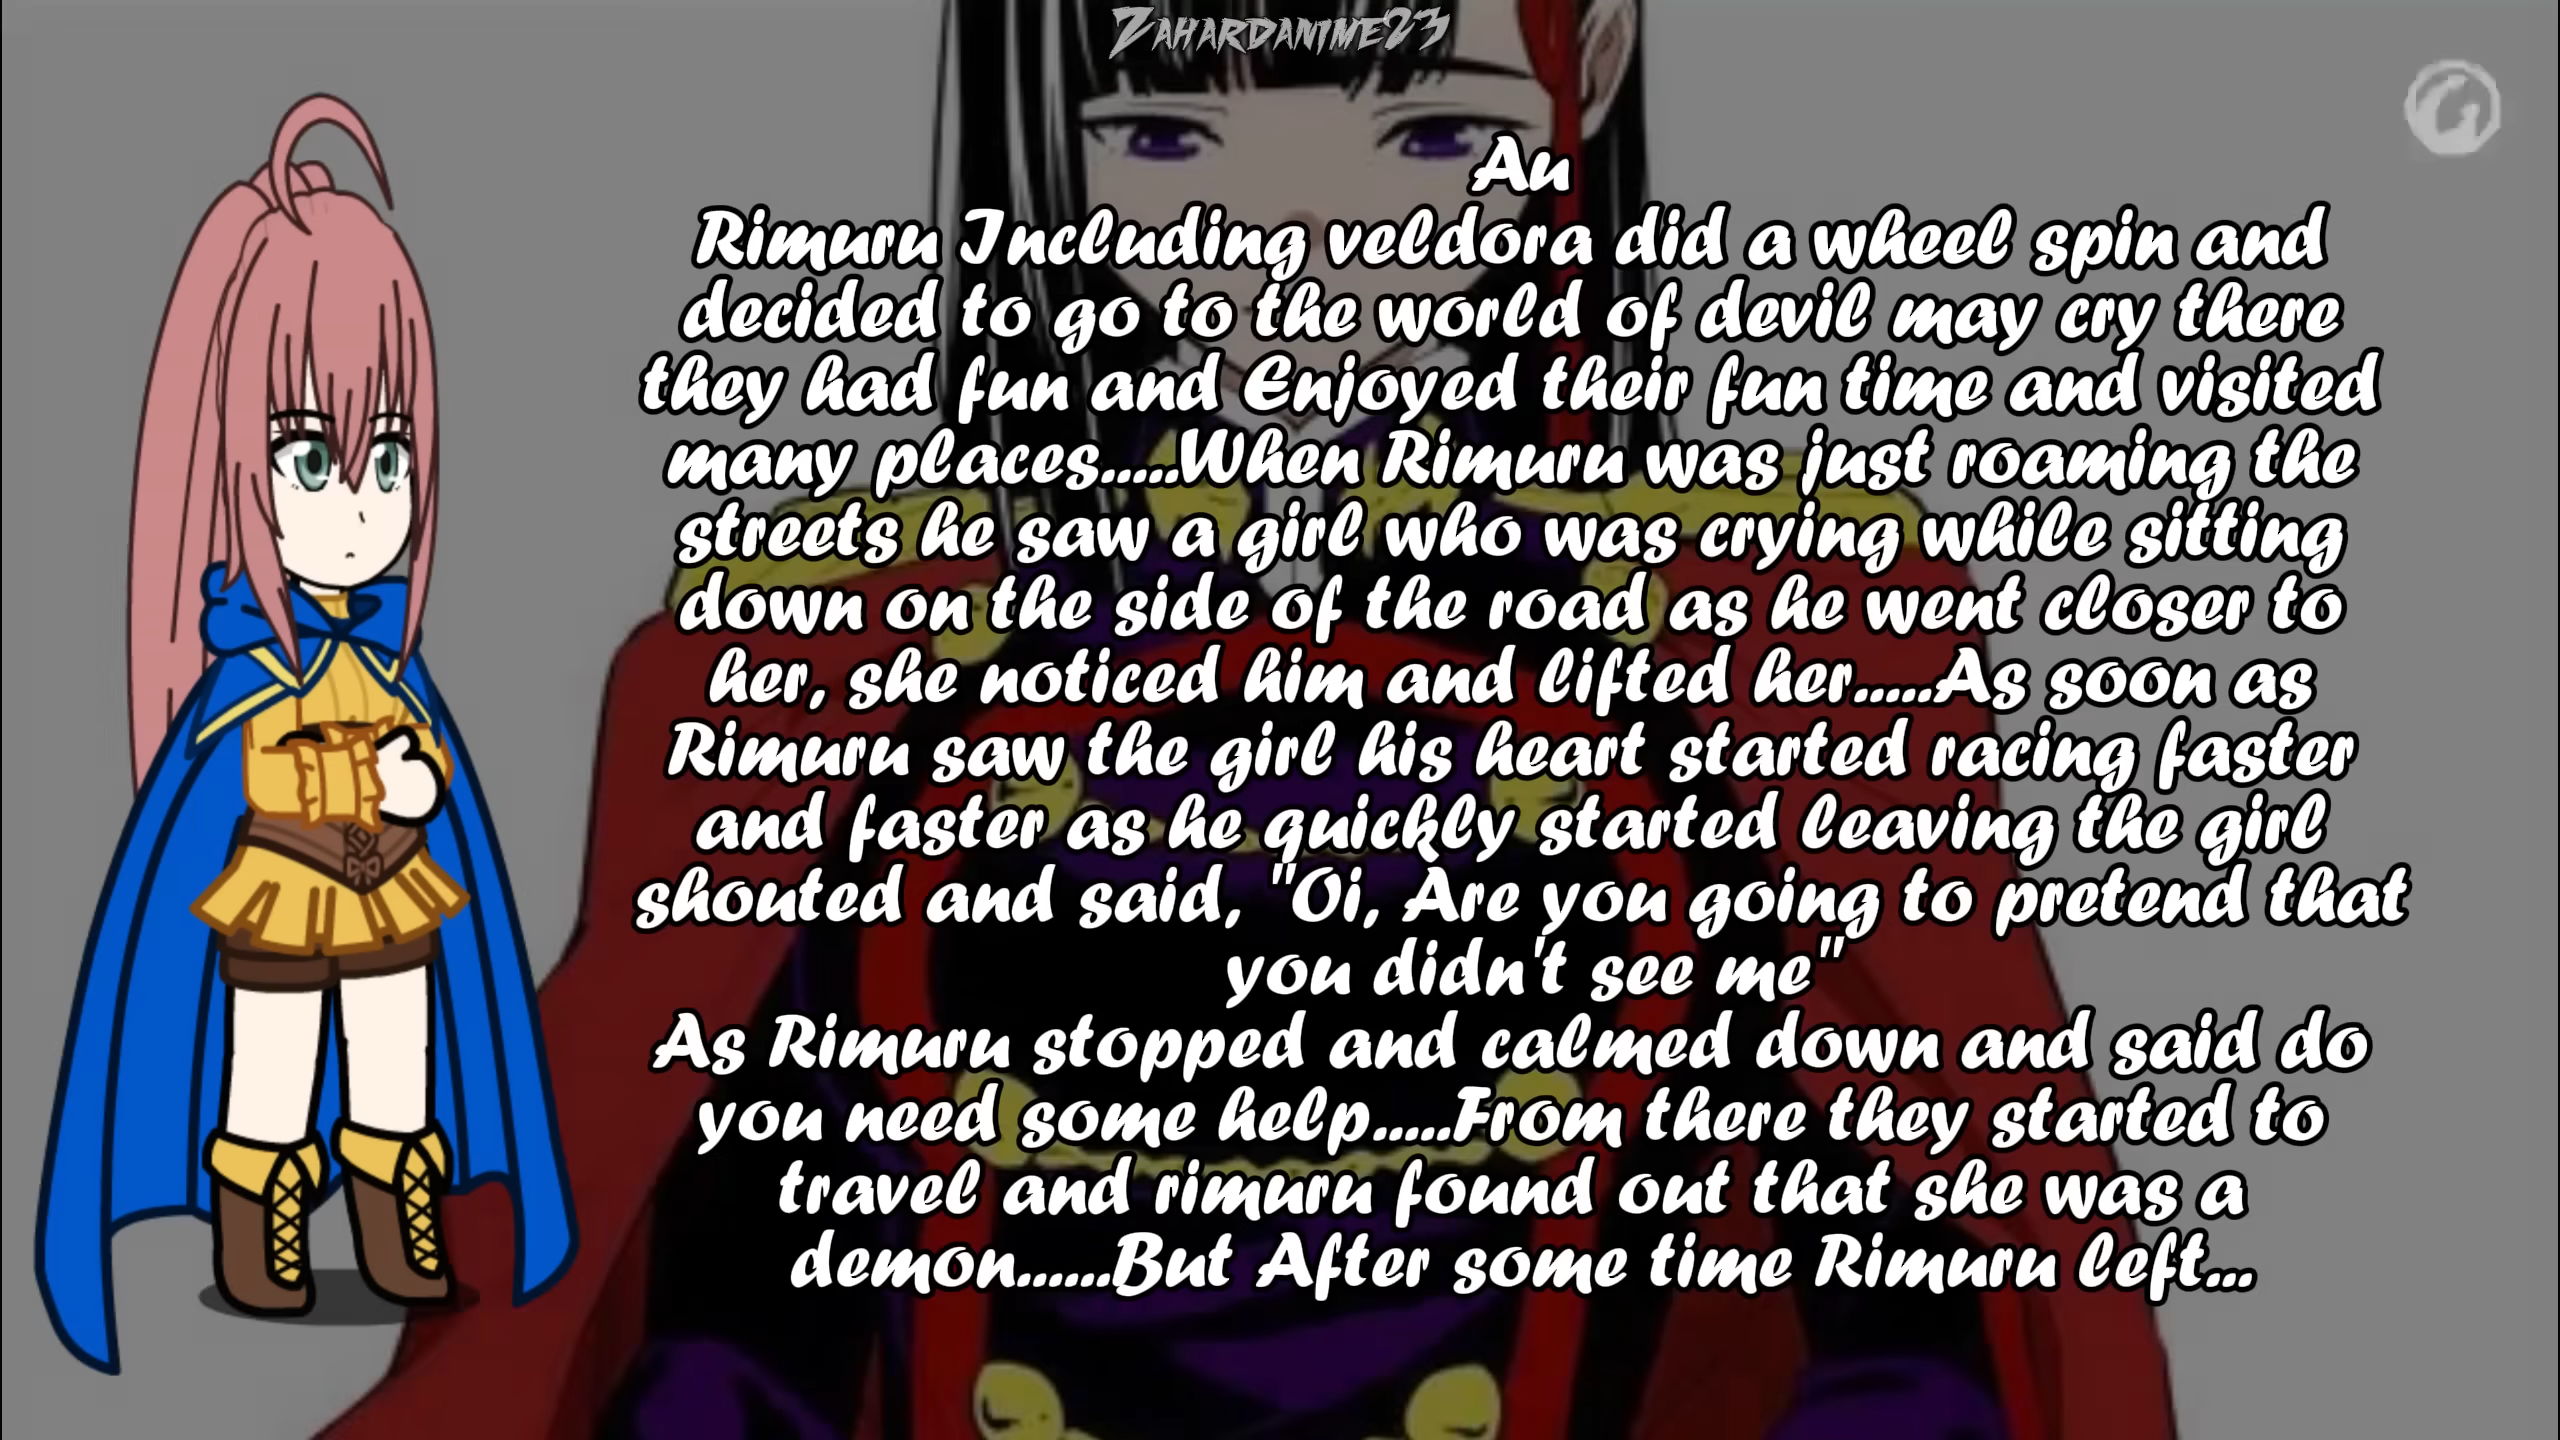 Zahardanime23
Au
Rimuru Including veldora did a wheel spin and
decided to go to the world of devil may cry there
they had fun and Enjoyed their fun time and visited
many places.....When Rimuru was just roaming the
streets he saw a girl who was crying while sitting
down on the side of the road as he went closer to
her, she noticed him and lifted her.....As soon as
Rimuru saw the girl his heart started racing faster
and faster as he quickly started leaving the girl
shouted and said, "Oi, Are you going to pretend that
you didn't see me"
As Rimuru stopped and calmed down and said do
you need some help.....From there they started to
travel and rimuru found out that she was a
demon......But After some time Rimuru left...